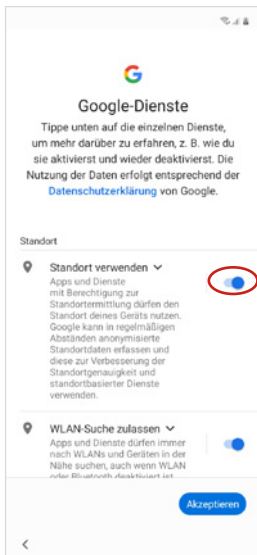 Google-Dienste
Tippe unten auf die einzelnen Dienste,
um mehr darüber zu erfahren, z. B. wie du
sie aktivierst und wieder deaktivierst. Die
Nutzung der Daten erfolgt entsprechend der
Datenschutzerklärung von Google.
Standort
Standort verwenden
Apps und Dienste
mit Berechtigung zur
Standortermittlung dürfen den
Standort deines Geräts nutzen.
Google kann in regelmäßigen
Abständen anonymisierte
Standortdaten erfassen und
diese zur Verbesserung der
Standortgenauigkeit und
standortbasierter Dienste
verwenden.
WLAN-Suche zulassen
Apps und Dienste dürfen immer
nach WLANs und Geräten in der
Nähe suchen, auch wenn WLAN
oder Bluetooth deaktiviert ist
Akzeptieren